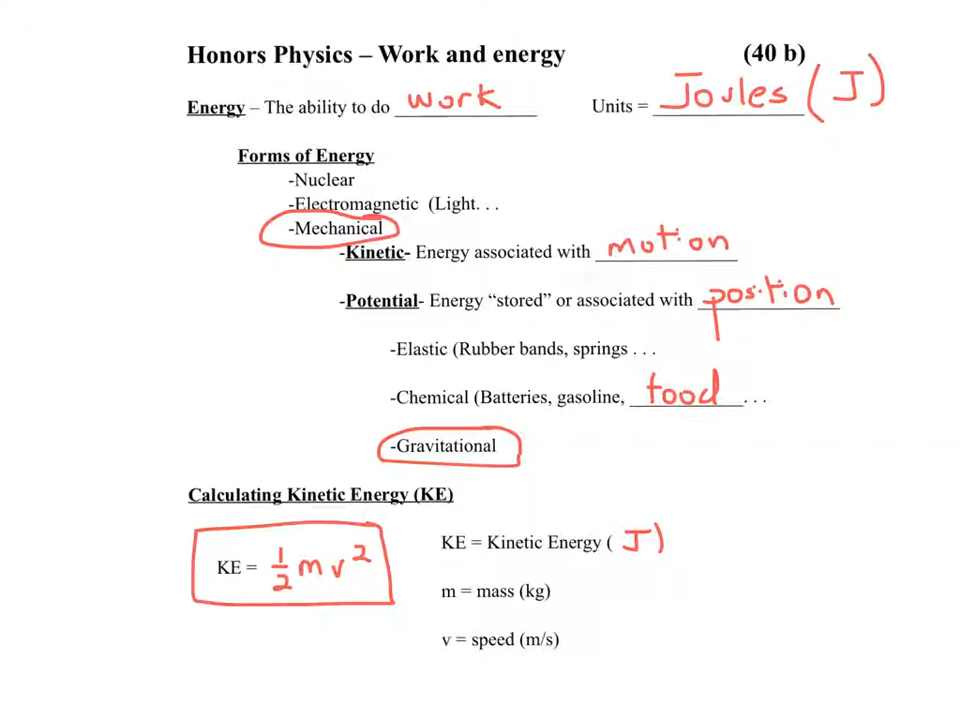 Honors Physics – Work and energy (40 b)
Energy – The ability to do work Units = Joules (J)
Forms of Energy
-Nuclear
-Electromagnetic (Light. . .
-Mechanical
-Kinetic- Energy associated with motion
-Potential- Energy “stored” or associated with position
-Elastic (Rubber bands, springs . . .
-Chemical (Batteries, gasoline, food . . .
-Gravitational
Calculating Kinetic Energy (KE)
KE = Kinetic Energy ( J)
KE = 1/2 m v²
m = mass (kg)
v = speed (m/s)